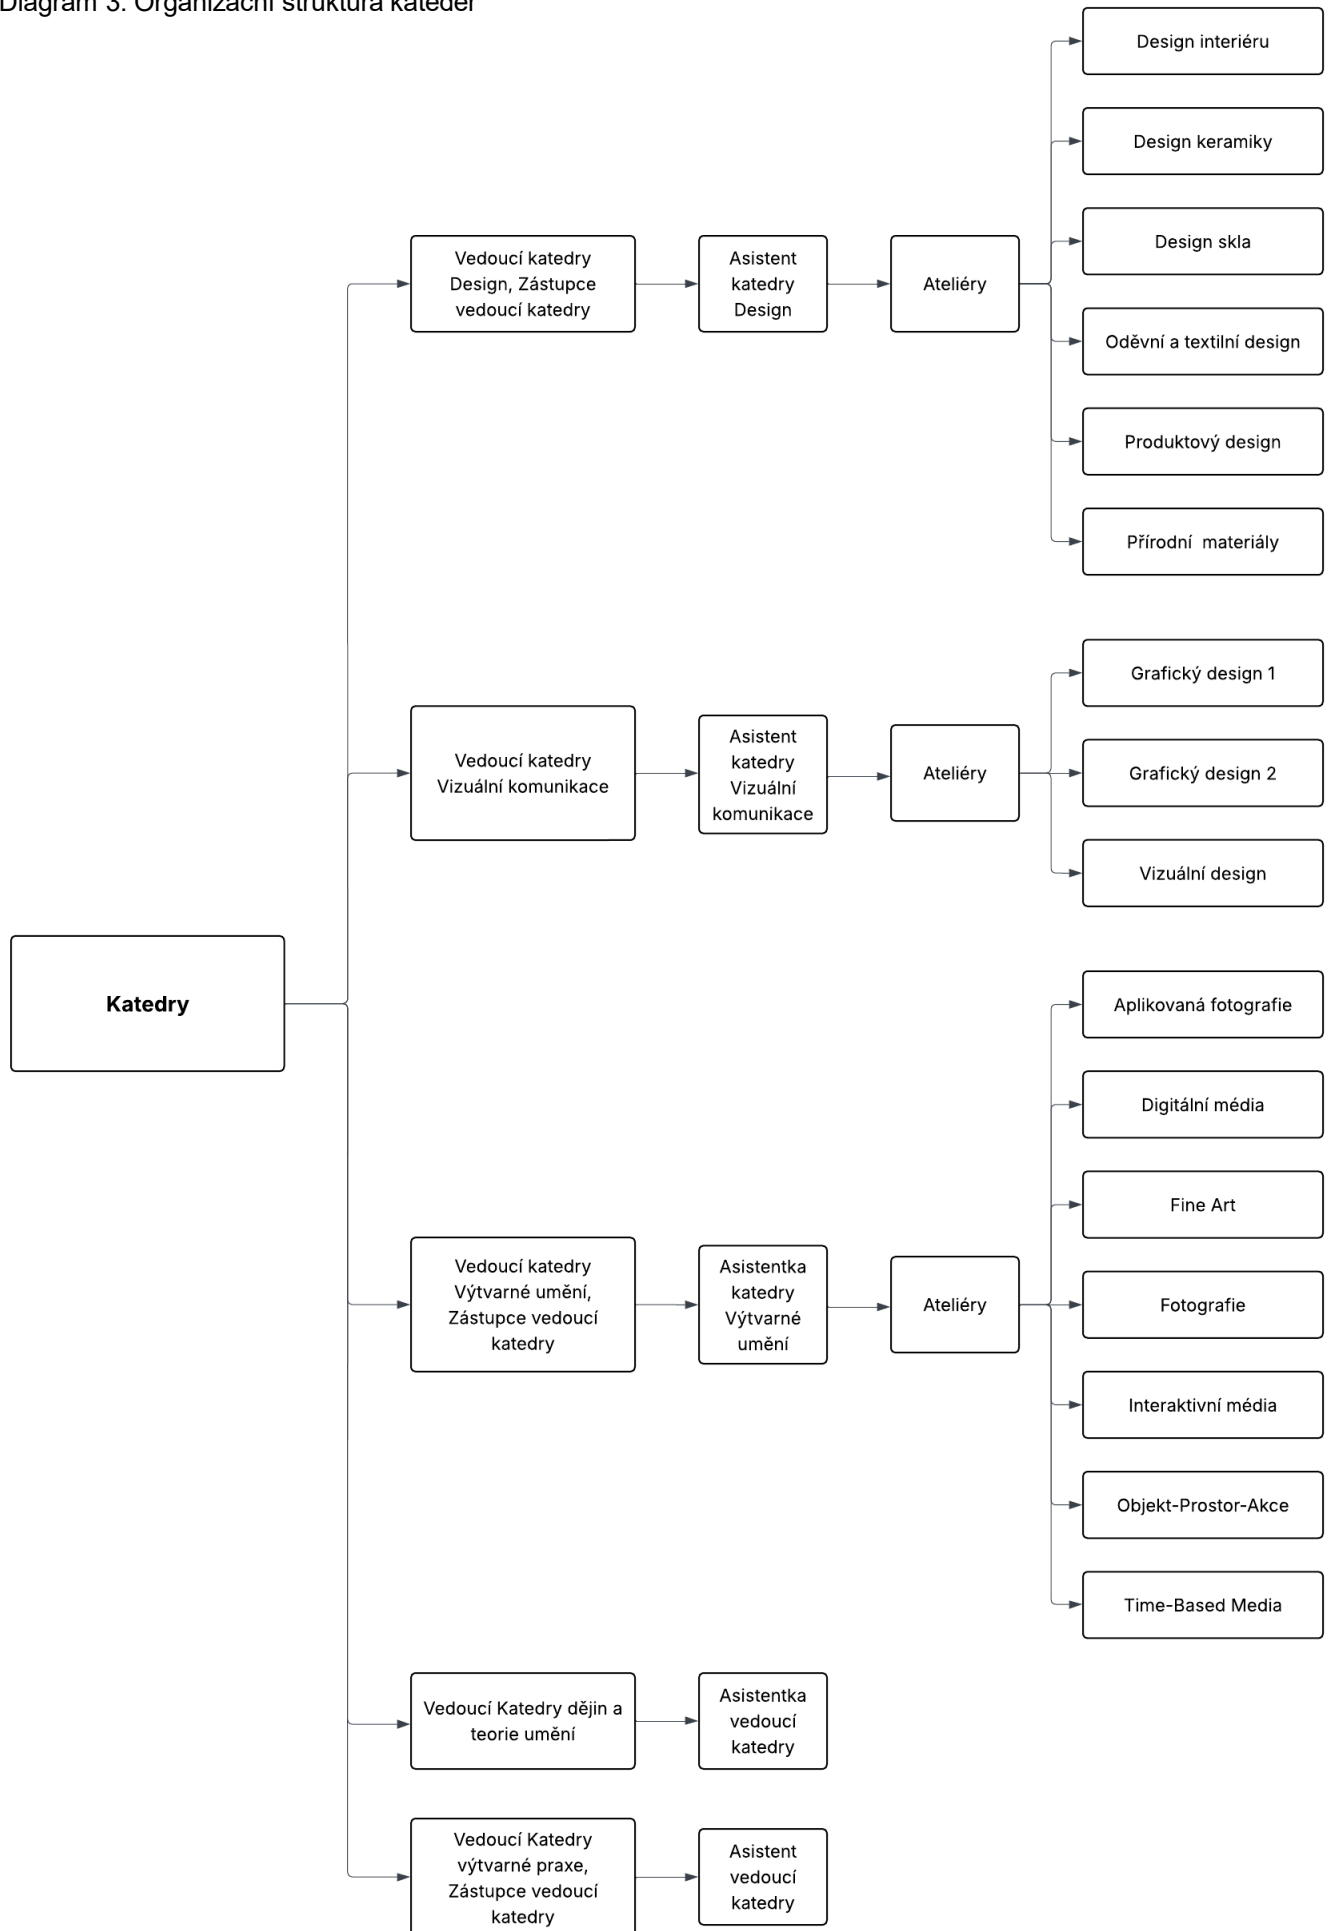 Diagram 3: Organizační struktura kateder
Design interiéru
Design keramiky
Design skla
Oděvní a textilní design
Produktový design
Přírodní  materiály
Vedoucí katedry
Design, Zástupce
vedoucí katedry
Asistent
katedry
Design
Ateliéry
Grafický design 1
Grafický design 2
Vizuální design
Vedoucí katedry
Vizuální komunikace
Asistent
katedry
Vizuální
komunikace
Ateliéry
Katedry
Aplikovaná fotografie
Digitální média
Fine Art
Fotografie
Interaktivní média
Objekt-Prostor-Akce
Time-Based Media
Vedoucí katedry
Výtvarné umění,
Zástupce vedoucí
katedry
Asistentka
katedry
Výtvarné
umění
Ateliéry
Vedoucí Katedry dějin a
teorie umění
Asistentka
vedoucí
katedry
Vedoucí Katedry
výtvarné praxe,
Zástupce vedoucí
katedry
Asistent
vedoucí
katedry